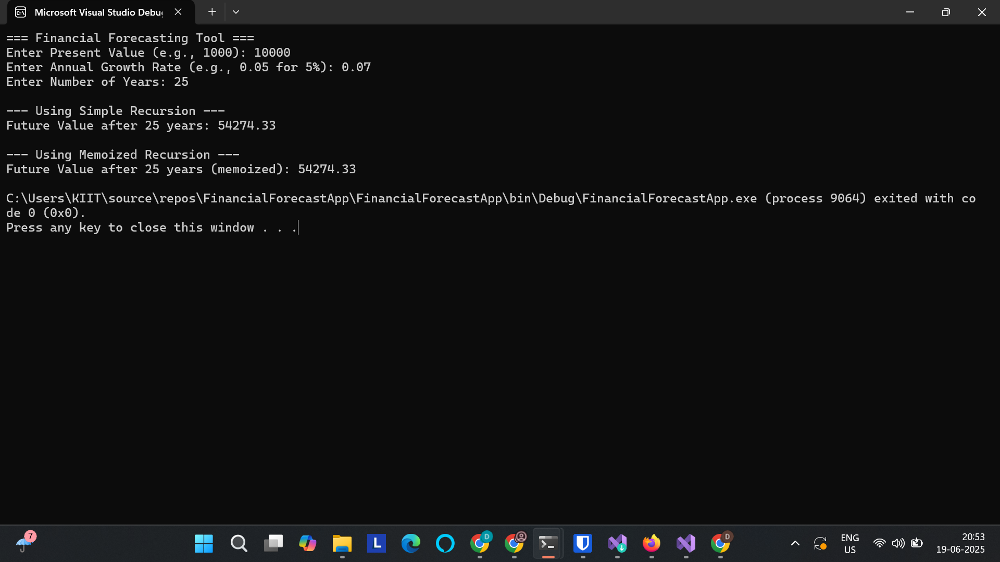 Microsoft Visual Studio Debu
=== Financial Forecasting Tool ===
Enter Present Value (e.g., 1000): 10000
Enter Annual Growth Rate (e.g., 0.05 for 5%): 0.07
Enter Number of Years: 25
--- Using Simple Recursion ---
Future Value after 25 years: 54274.33
--- Using Memoized Recursion ---
Future Value after 25 years (memoized): 54274.33
C:\Users\KIIT\source\repos\FinancialForecastApp\FinancialForecastApp\bin\Debug\FinancialForecastApp.exe (process 9064) exited with co
de 0 (0x0).
Press any key to close this window . . .
7
L
D
D
ENG
US
20:53
19-06-2025